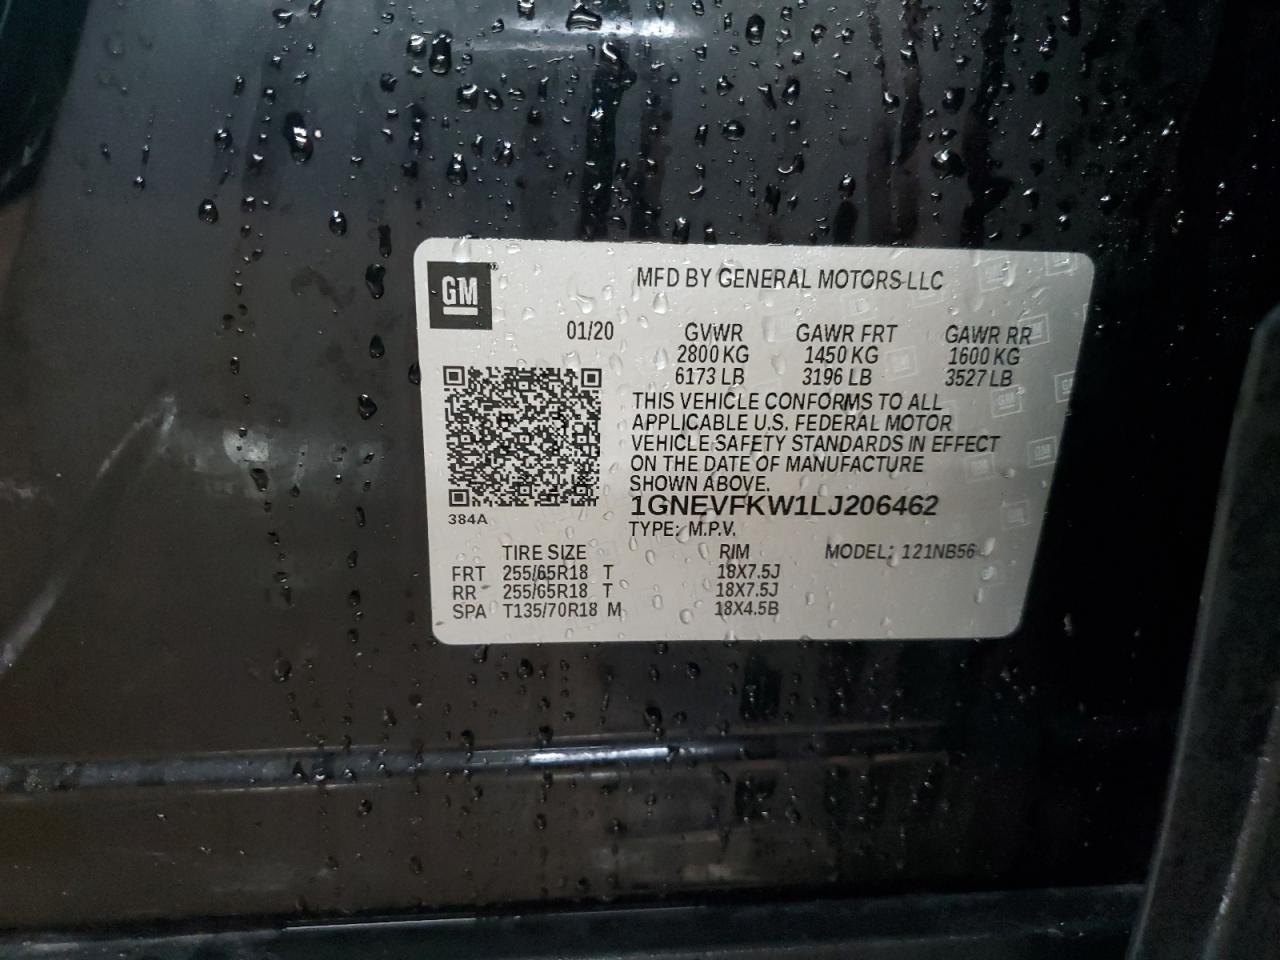 GM
MFD BY GENERAL MOTORS LLC
01/20 GVWR GAWR FRT GAWR RR
2800 KG 1450 KG 1600 KG
6173 LB 3196 LB 3527 LB
THIS VEHICLE CONFORMS TO ALL
APPLICABLE U.S. FEDERAL MOTOR
VEHICLE SAFETY STANDARDS IN EFFECT
ON THE DATE OF MANUFACTURE
SHOWN ABOVE.
1GNEVFKW1LJ206462
384A
TYPE: M.P.V.
TIRE SIZE RIM MODEL: 121NB56
FRT 255/65R18 T 18X7.5J
RR 255/65R18 T 18X7.5J
SPA T135/70R18 M 18X4.5B